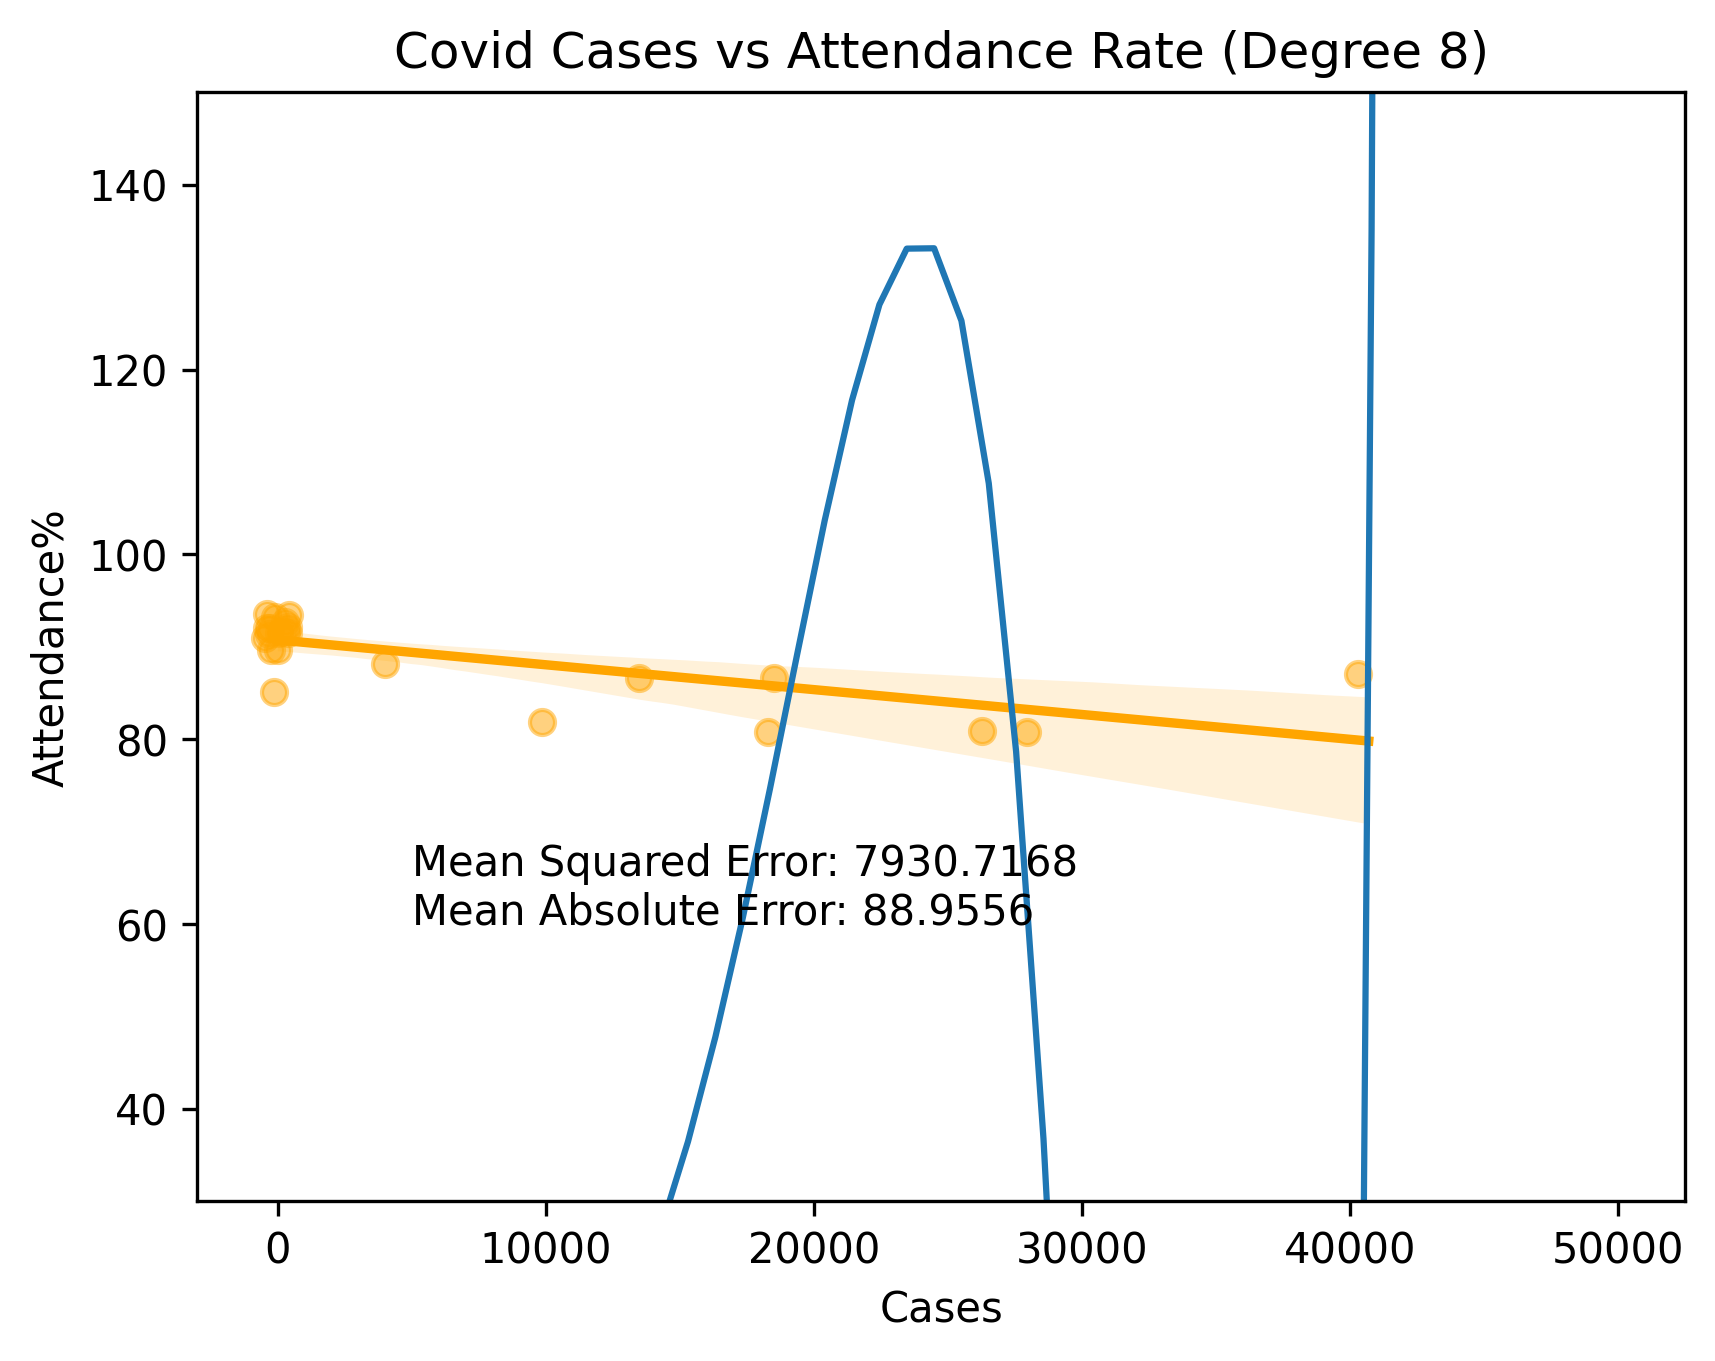 Covid Cases vs Attendance Rate (Degree 8)
140
120
100
80
60
40
Attendance%
Mean Squared Error: 7930.7168
Mean Absolute Error: 88.9556
0 10000 20000 30000 40000 50000
Cases